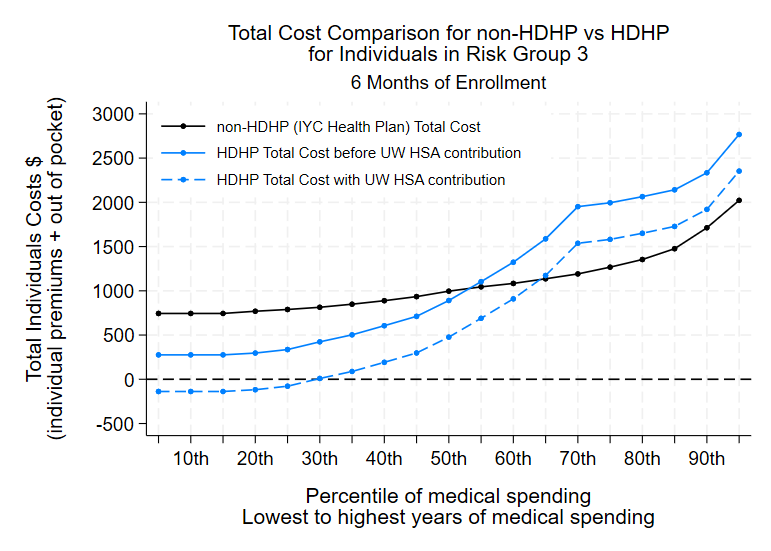 Total Cost Comparison for non-HDHP vs HDHP
for Individuals in Risk Group 3
6 Months of Enrollment
Total Individuals Costs $
(individual premiums + out of pocket)
3000
2500
2000
1500
1000
500
0
-500
non-HDHP (IYC Health Plan) Total Cost
HDHP Total Cost before UW HSA contribution
HDHP Total Cost with UW HSA contribution
10th 20th 30th 40th 50th 60th 70th 80th 90th
Percentile of medical spending
Lowest to highest years of medical spending